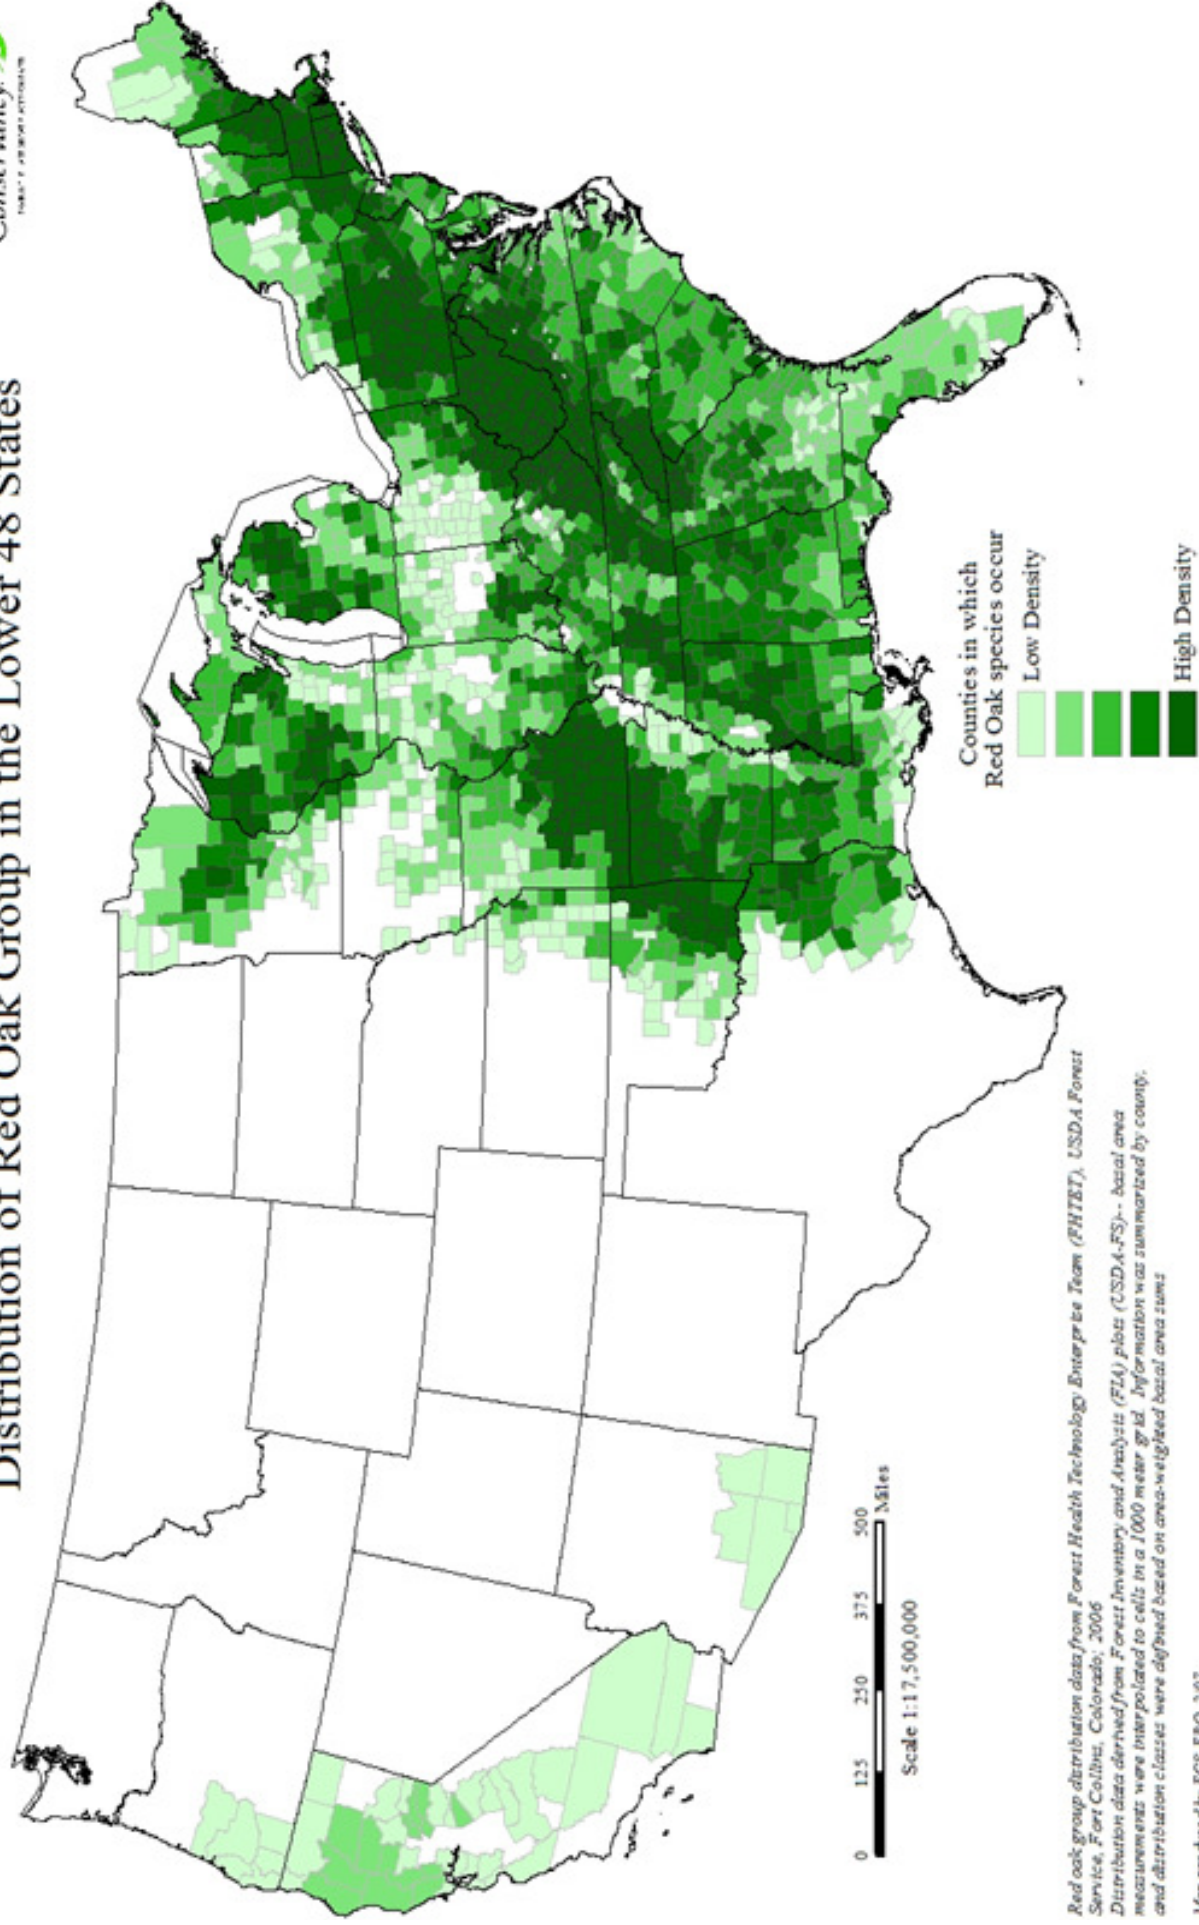 Conservancy
Distribution of Red Oak Group in the Lower 48 States
Counties in which
Red Oak species occur
Low Density
High Density
0 125 250 375 500
Miles
Scale 1:17,500,000
Red oak group distribution data from Forest Health Technology Enterprise Team (FHTET), USDA Forest
Service, Fort Collins, Colorado; 2006
Distribution data derived from Forest Inventory and Analysis (FIA) plots (USDA-FS)-- basal area
measurements were interpolated to cells in a 1000 meter grid. Information was summarized by county,
and distribution classes were defined based on area-weighted basal area sums